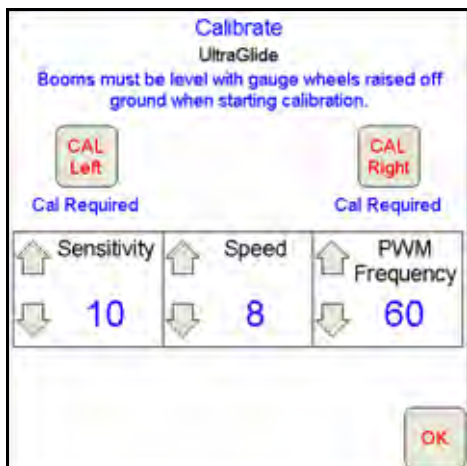 Calibrate
UltraGlide
Booms must be level with gauge wheels raised off
ground when starting calibration.
CAL
Left
CAL
Right
Cal Required
Cal Required
Sensitivity
10
Speed
8
PWM
Frequency
60
OK